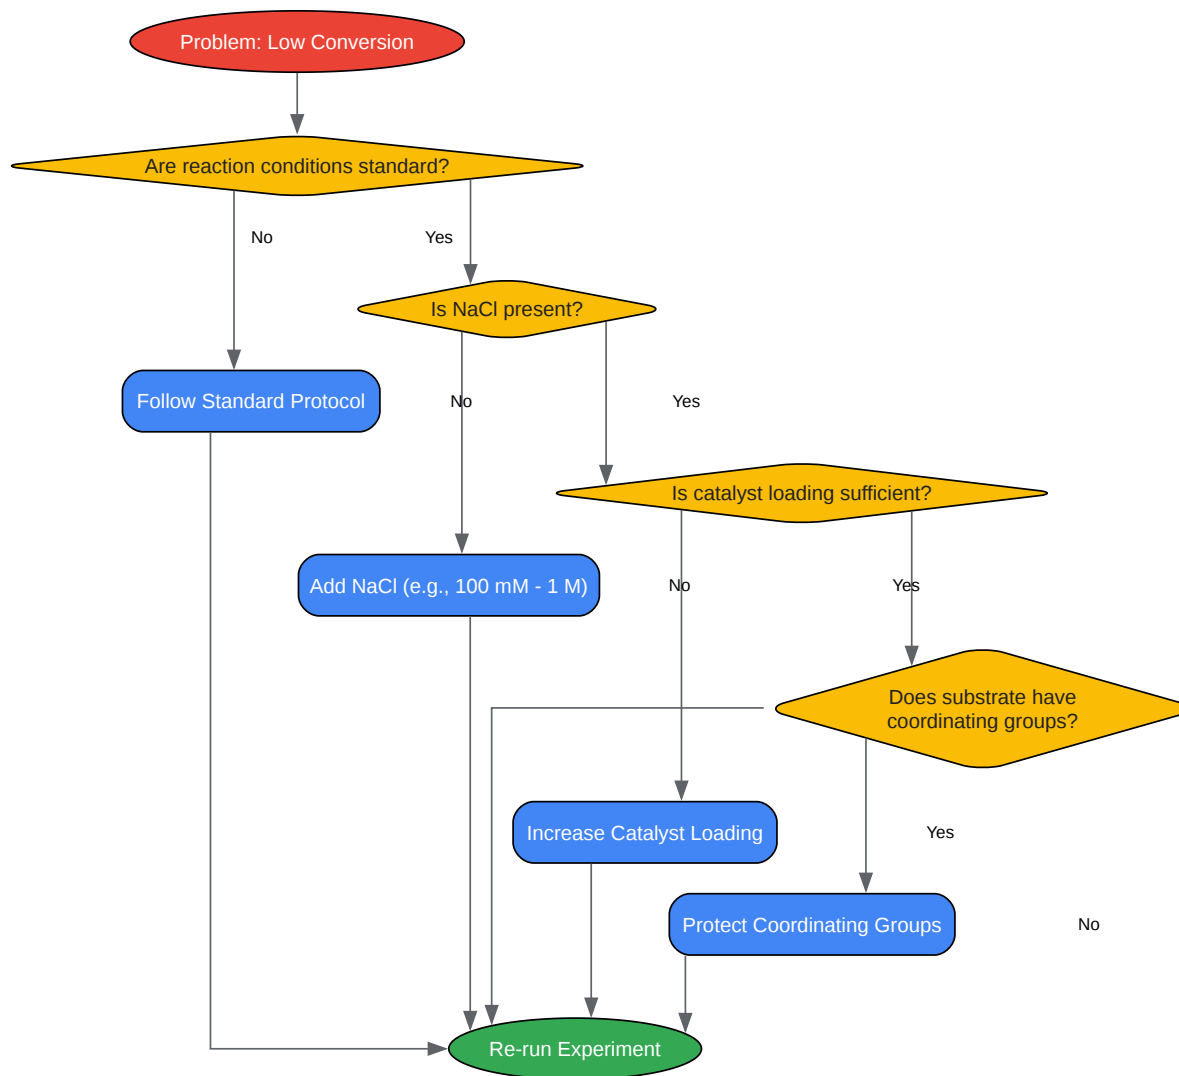 Problem: Low Conversion
Are reaction conditions standard?
No
Yes
Is NaCl present?
Follow Standard Protocol
No
Yes
Is catalyst loading sufficient?
Add NaCl (e.g., 100 mM - 1 M)
No
Yes
Does substrate have
coordinating groups?
Increase Catalyst Loading
Yes
Protect Coordinating Groups
No
Re-run Experiment